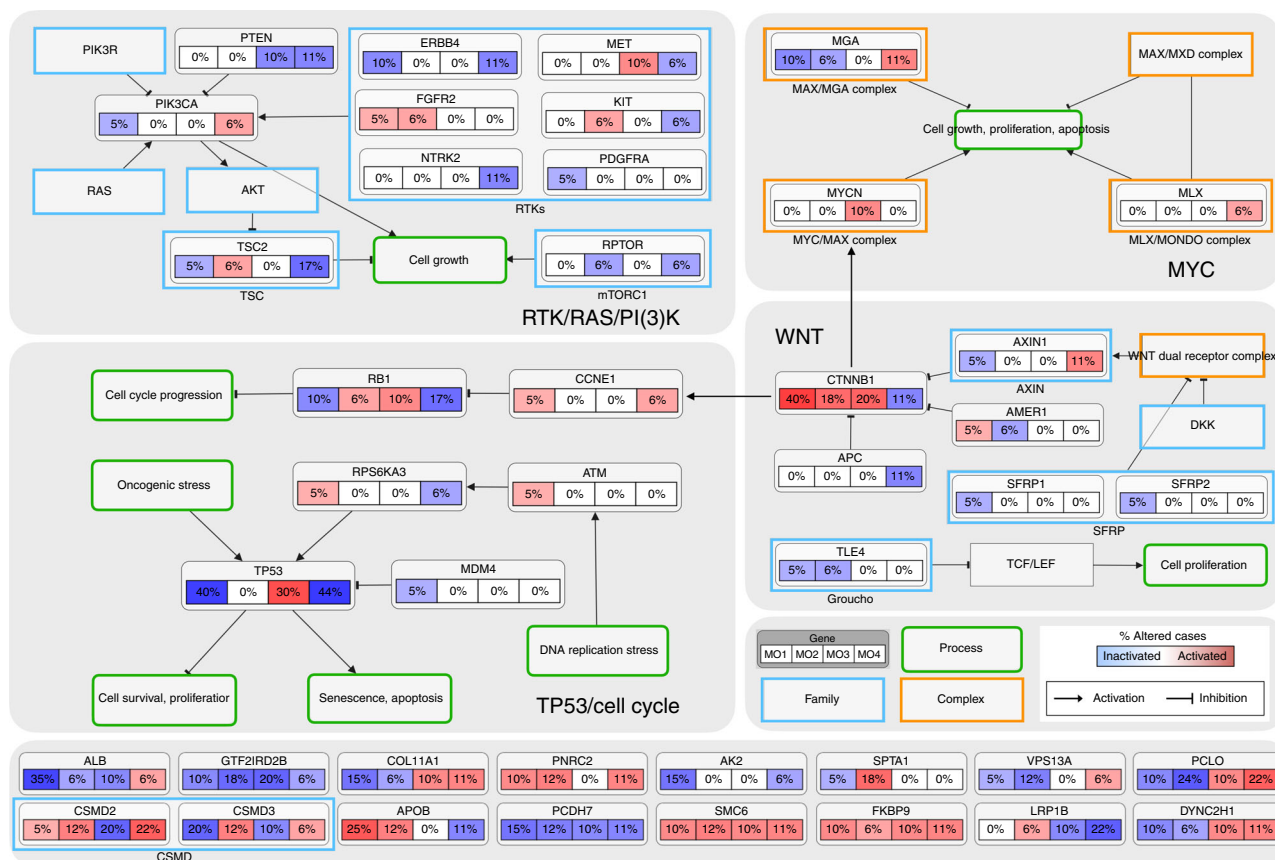 PIK3R
PTEN
0% 0% 10% 11%
PIK3CA
5% 0% 0% 6%
RAS
AKT
TSC2
5% 6% 0% 17%
TSC
ERBB4
10% 0% 0% 11%
MET
0% 0% 10% 6%
FGFR2
5% 6% 0% 0%
KIT
0% 6% 0% 6%
NTRK2
0% 0% 0% 11%
PDGFRA
5% 0% 0% 0%
RTKs
Cell growth
RPTOR
0% 6% 0% 6%
mTORC1
RTK/RAS/PI(3)K
MGA
10% 6% 0% 11%
MAX/MGA complex
MAX/MXD complex
Cell growth, proliferation, apoptosis
MYCN
0% 0% 10% 0%
MYC/MAX complex
MLX
0% 0% 0% 6%
MLX/MONDO complex
MYC
Cell cycle progression
RB1
10% 6% 10% 17%
CCNE1
5% 0% 0% 6%
Oncogenic stress
RPS6KA3
5% 0% 0% 6%
ATM
5% 0% 0% 0%
TP53
40% 0% 30% 44%
MDM4
5% 0% 0% 0%
DNA replication stress
Cell survival, proliferatior
Senescence, apoptosis
TP53/cell cycle
WNT
CTNNB1
40% 18% 20% 11%
AXIN1
5% 0% 0% 11%
AXIN
WNT dual receptor complex
AMER1
5% 6% 0% 0%
DKK
APC
0% 0% 0% 11%
SFRP1
5% 0% 0% 0%
SFRP2
5% 0% 0% 0%
SFRP
TLE4
5% 6% 0% 0%
Groucho
TCF/LEF
Cell proliferation
Gene
MO1 MO2 MO3 MO4
Process
Family
Complex
% Altered cases
Inactivated Activated
Activation
Inhibition
ALB
35% 6% 10% 6%
GTF2IRD2B
10% 18% 20% 6%
COL11A1
15% 6% 10% 11%
PNRC2
10% 12% 0% 11%
AK2
15% 0% 0% 6%
SPTA1
5% 18% 0% 0%
VPS13A
5% 12% 0% 6%
PCLO
10% 24% 10% 22%
CSMD2
5% 12% 20% 22%
CSMD3
20% 12% 10% 6%
CSMD
APOB
25% 12% 0% 11%
PCDH7
15% 12% 10% 11%
SMC6
10% 12% 10% 11%
FKBP9
10% 6% 10% 11%
LRP1B
0% 6% 10% 22%
DYNC2H1
10% 6% 10% 11%